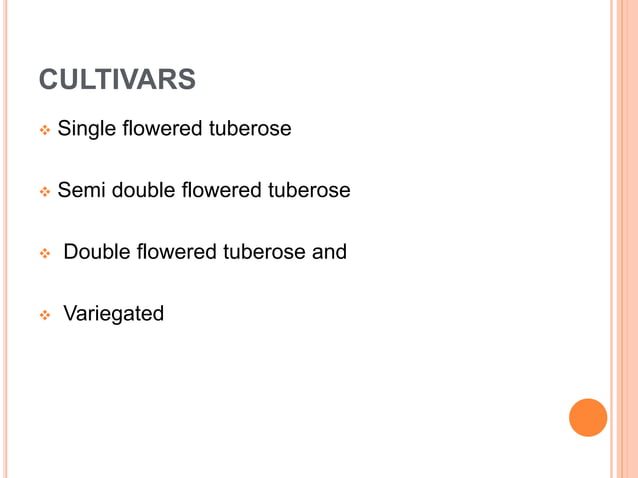 CULTIVARS
❖ Single flowered tuberose
❖ Semi double flowered tuberose
❖ Double flowered tuberose and
❖ Variegated